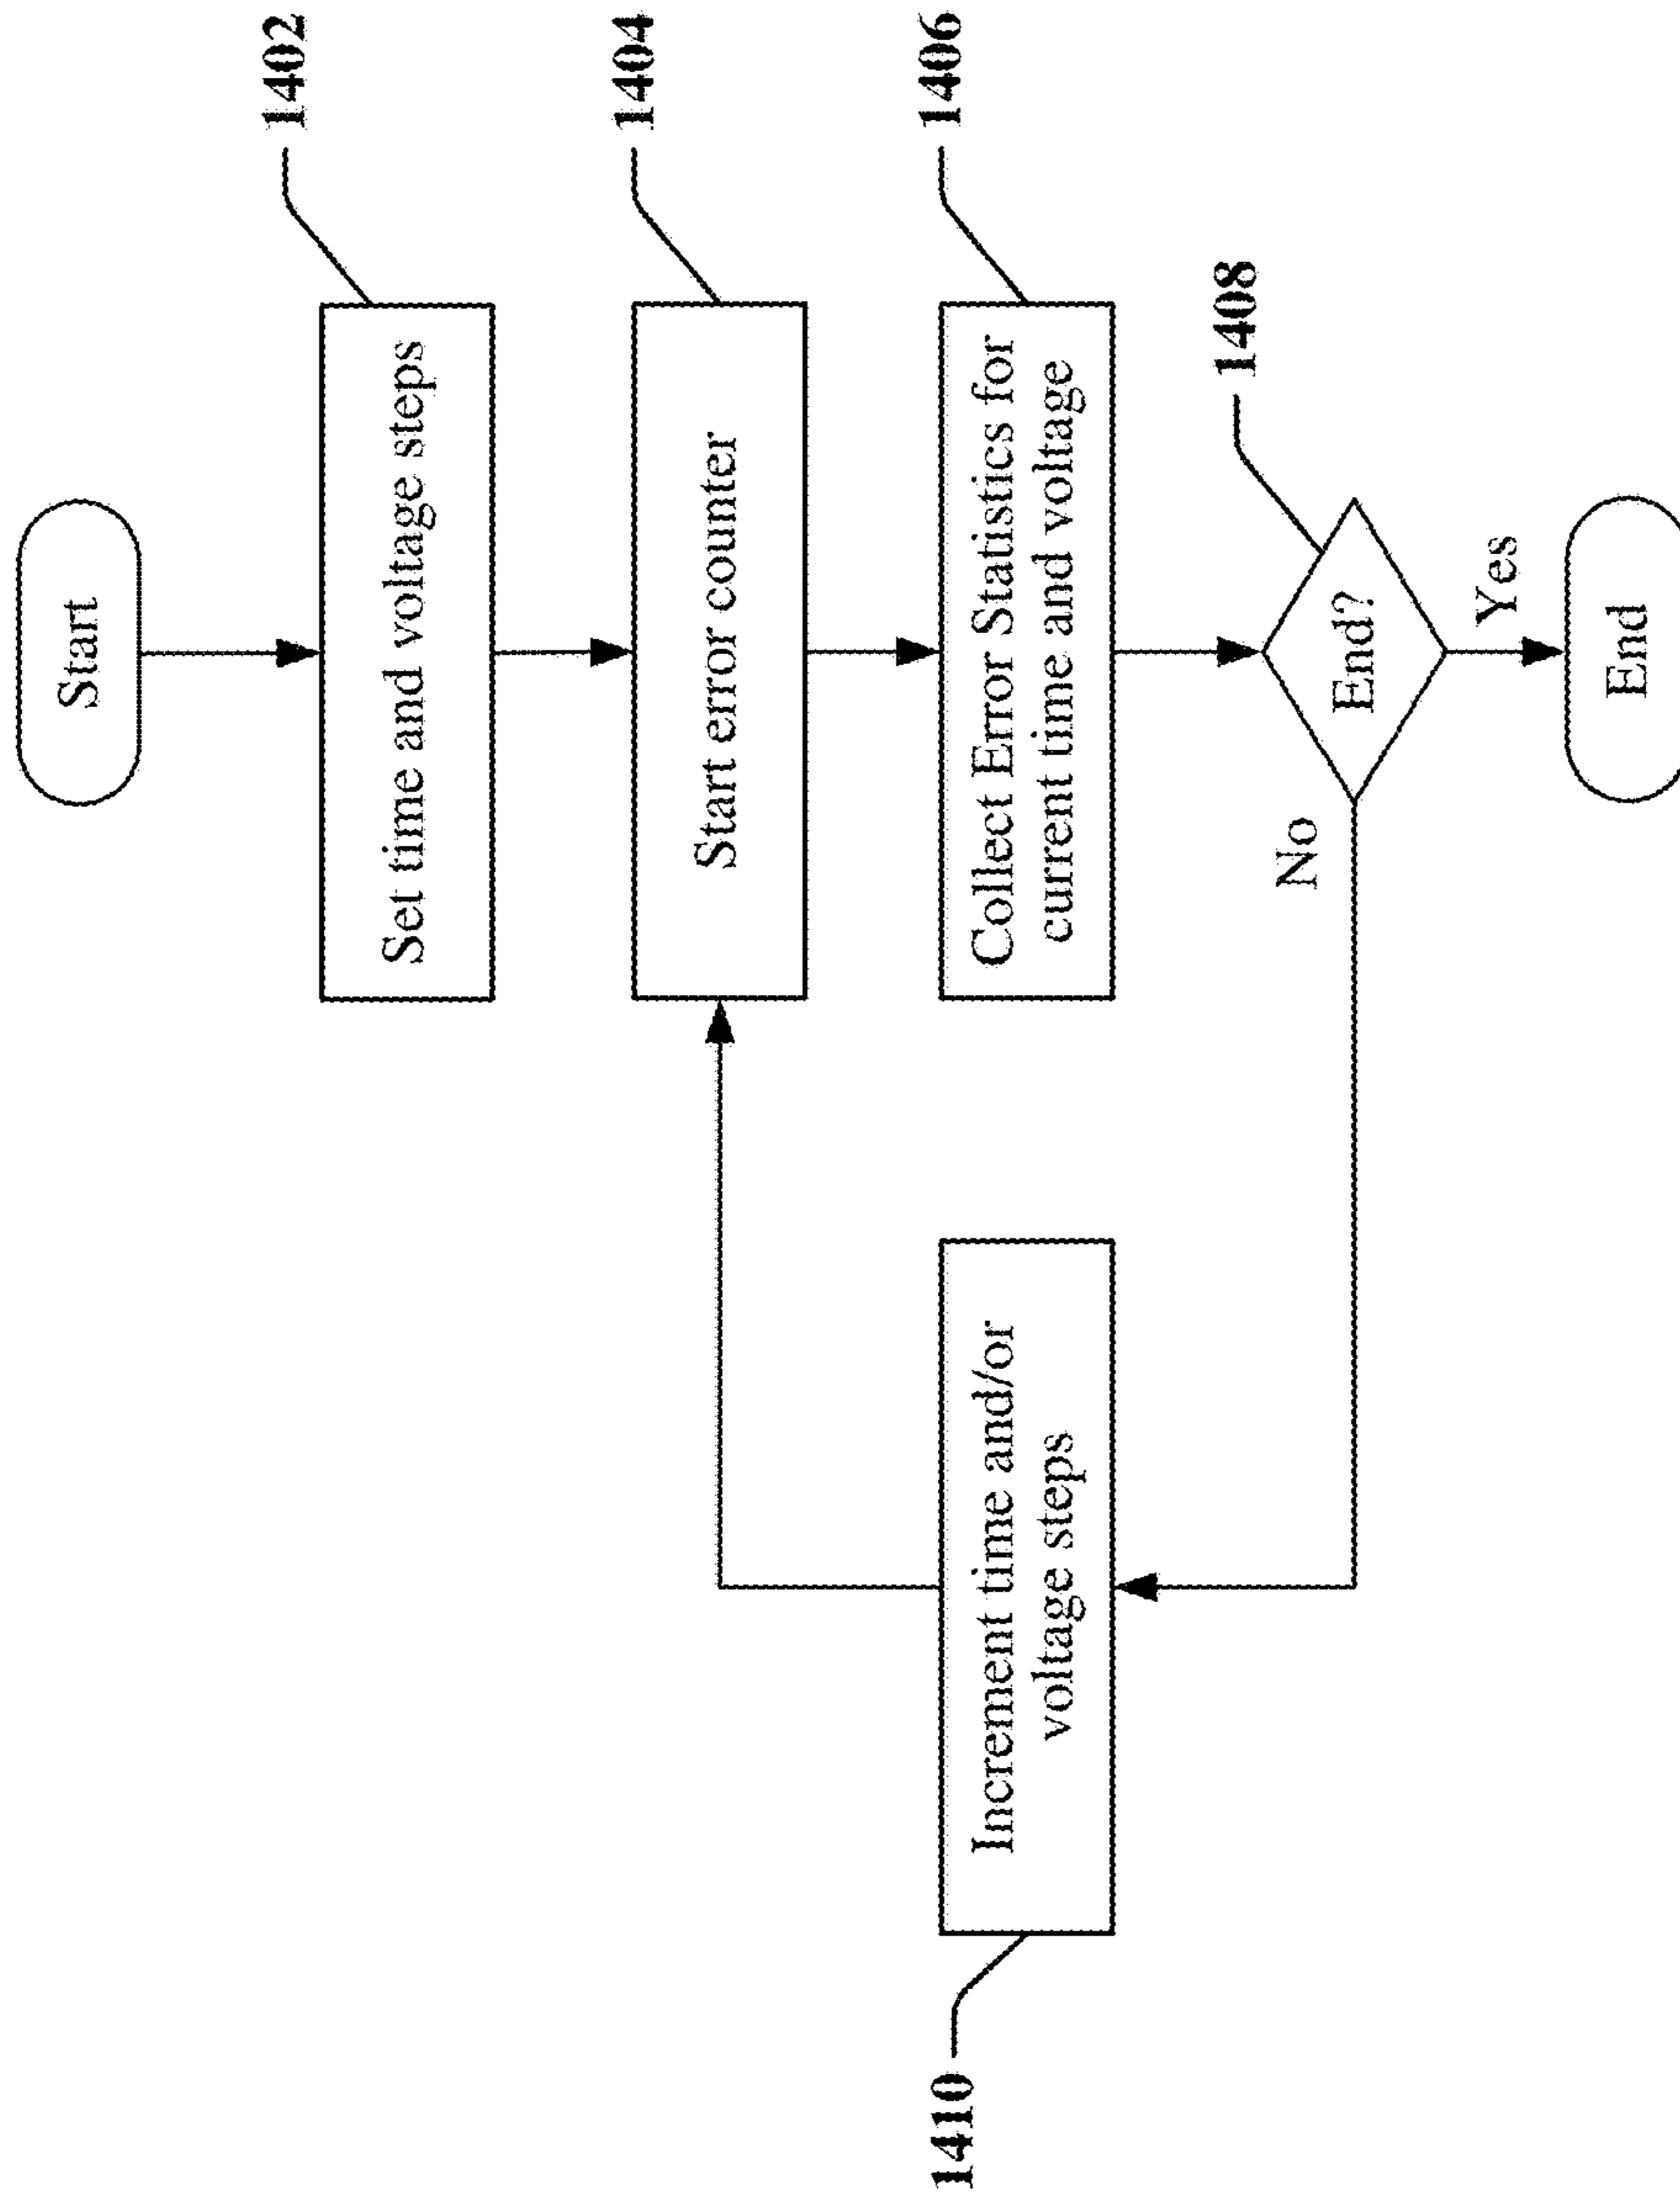 Start
1402
Set time and voltage steps
1404
Start error counter
1406
Collect Error Statistics for
current time and voltage
1408
End?
No
Yes
1410
Increment time and/or
voltage steps
End